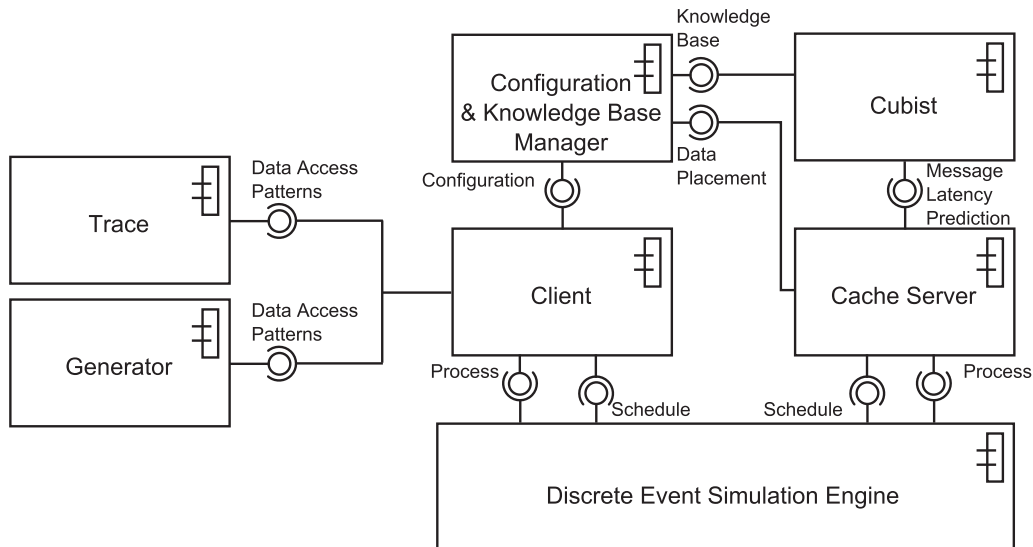 Knowledge
Base
Configuration
& Knowledge Base
Manager
Cubist
Data
Placement
Configuration
Message
Latency
Prediction
Data Access
Patterns
Trace
Client
Cache Server
Data Access
Patterns
Generator
Process
Schedule
Schedule
Process
Discrete Event Simulation Engine